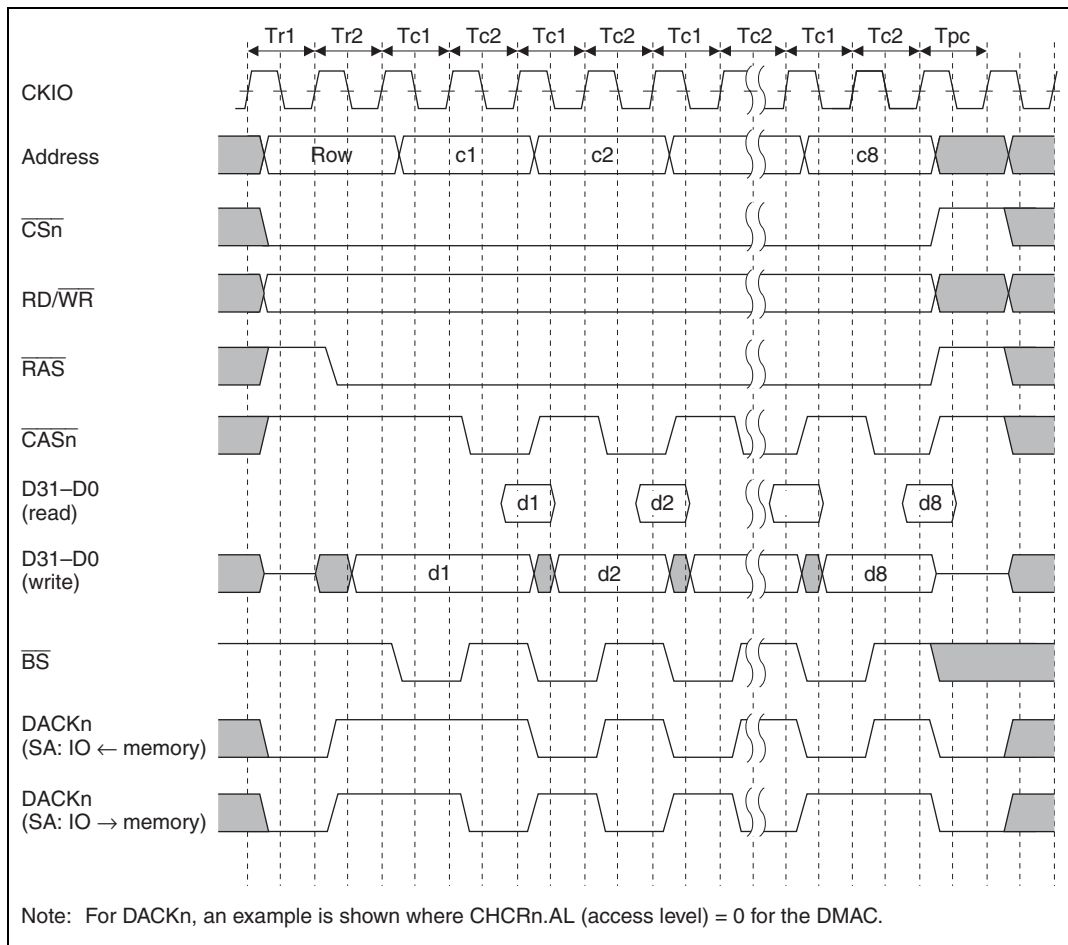 Tr1 Tr2 Tc1 Tc2 Tc1 Tc2 Tc1 Tc2 Tc1 Tc2 Tpc
CKIO
Address Row c1 c2 c8
CSn
RD/WR
RAS
CASn
D31–D0
(read) d1 d2 d8
D31–D0
(write) d1 d2 d8
BS
DACKn
(SA: IO ← memory)
DACKn
(SA: IO → memory)
Note: For DACKn, an example is shown where CHCRn.AL (access level) = 0 for the DMAC.